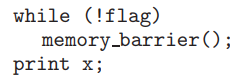 while (!flag)
memory_barrier();
print x;